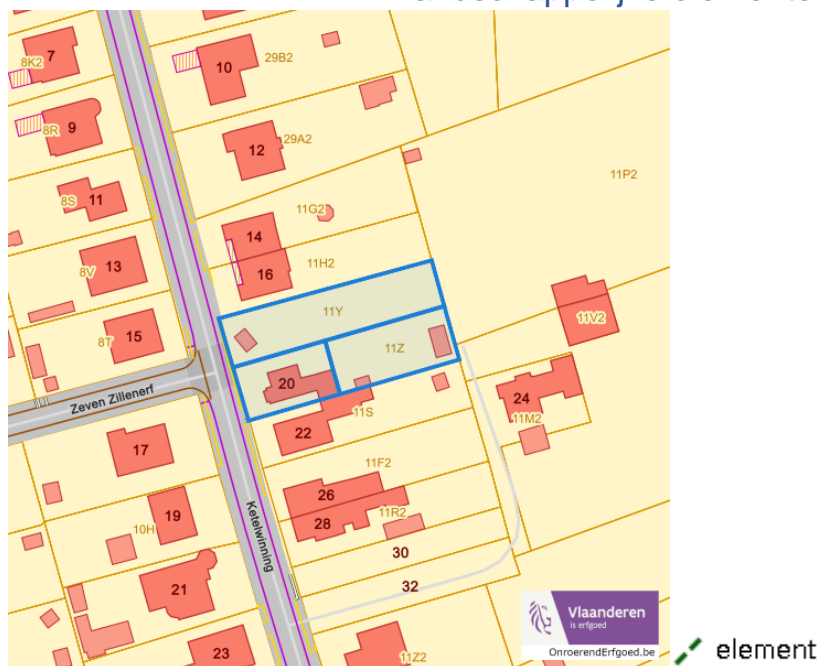 7
8K2
10
29B2
9
8R
12
29A2
11
8S
11P2
14
11G2
13
8V
16
11H2
11Y
15
8T
11Z
11V2
20
Zeven Zillenerf
24
11M2
11S
22
17
11F2
26
28
11R2
19
10H
Ketelwinning
30
32
21
23
11Z2
Vlaanderen
is erfgoed
OnroerendErfgoed.be
element